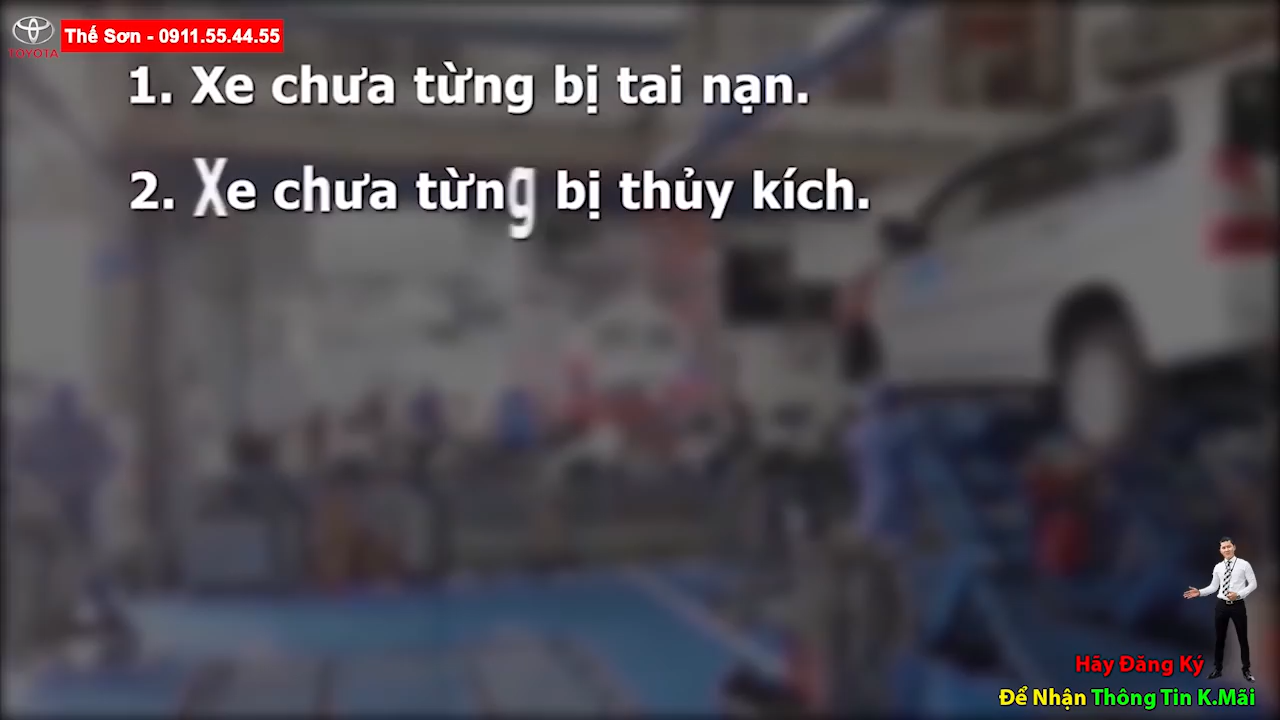 TOYOTA
Thế Sơn - 0911.55.44.55
1. Xe chưa từng bị tai nạn.
2. Xe chưa từng bị thủy kích.
Hãy Đăng Ký
Để Nhận Thông Tin K.Mãi